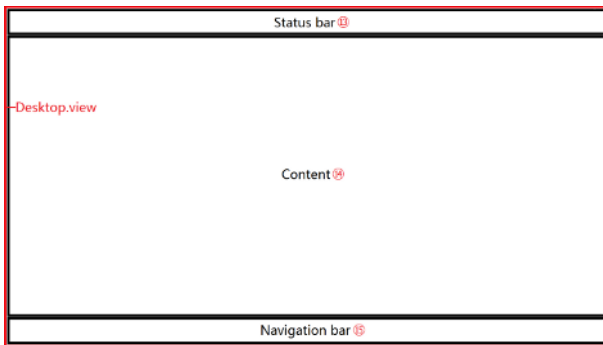 Status bar⑬
Desktop.view
Content⑭
Navigation bar⑮